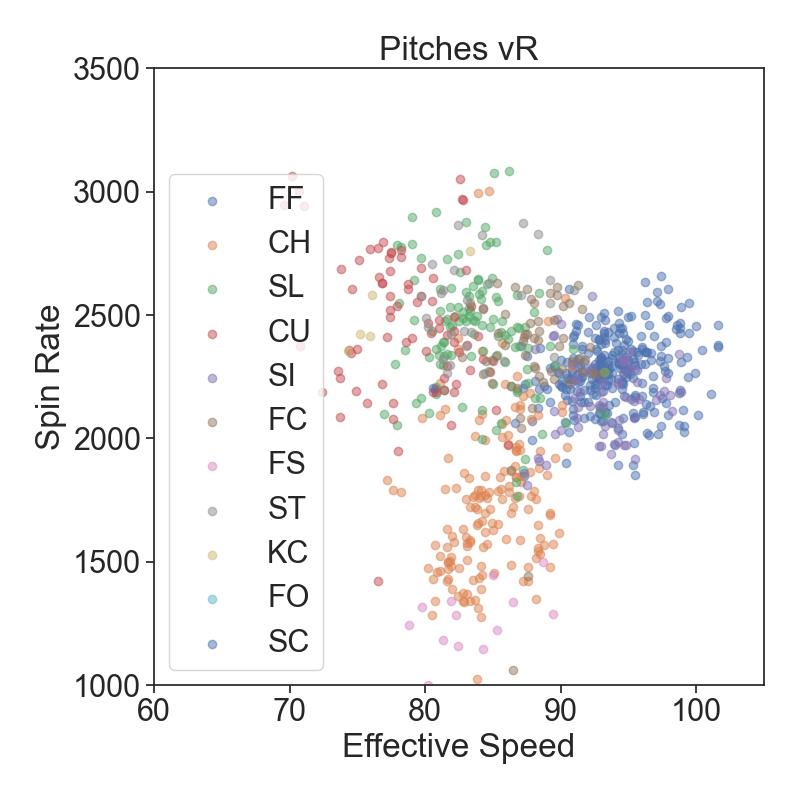 Pitches vR
3500
3000
2500
2000
1500
1000
Spin Rate
FF
CH
SL
CU
SI
FC
FS
ST
KC
FO
SC
60 70 80 90 100
Effective Speed